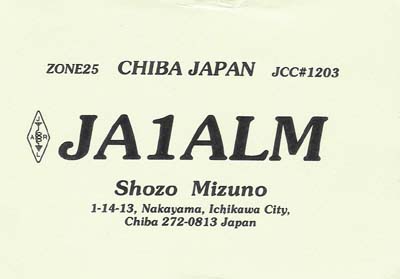 ZONE25 CHIBA JAPAN JCC#1203
J
A R
L
JA1ALM
Shozo Mizuno
1-14-13, Nakayama, Ichikawa City,
Chiba 272-0813 Japan